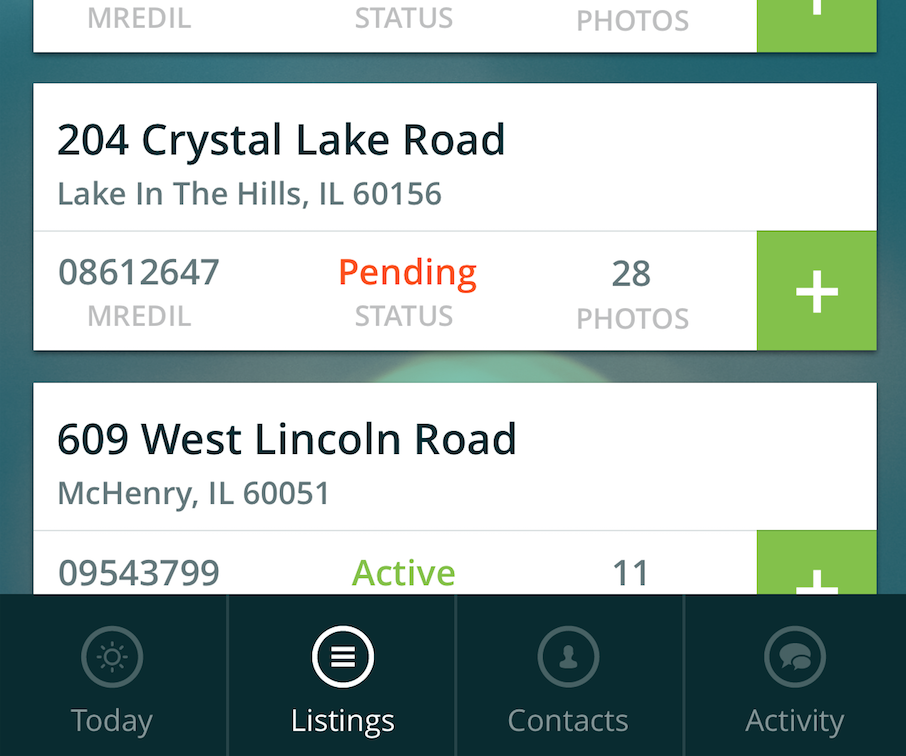 MREDIL STATUS PHOTOS
204 Crystal Lake Road
Lake In The Hills, IL 60156
08612647 Pending 28
MREDIL STATUS PHOTOS
609 West Lincoln Road
McHenry, IL 60051
09543799 Active 11
Today Listings Contacts Activity